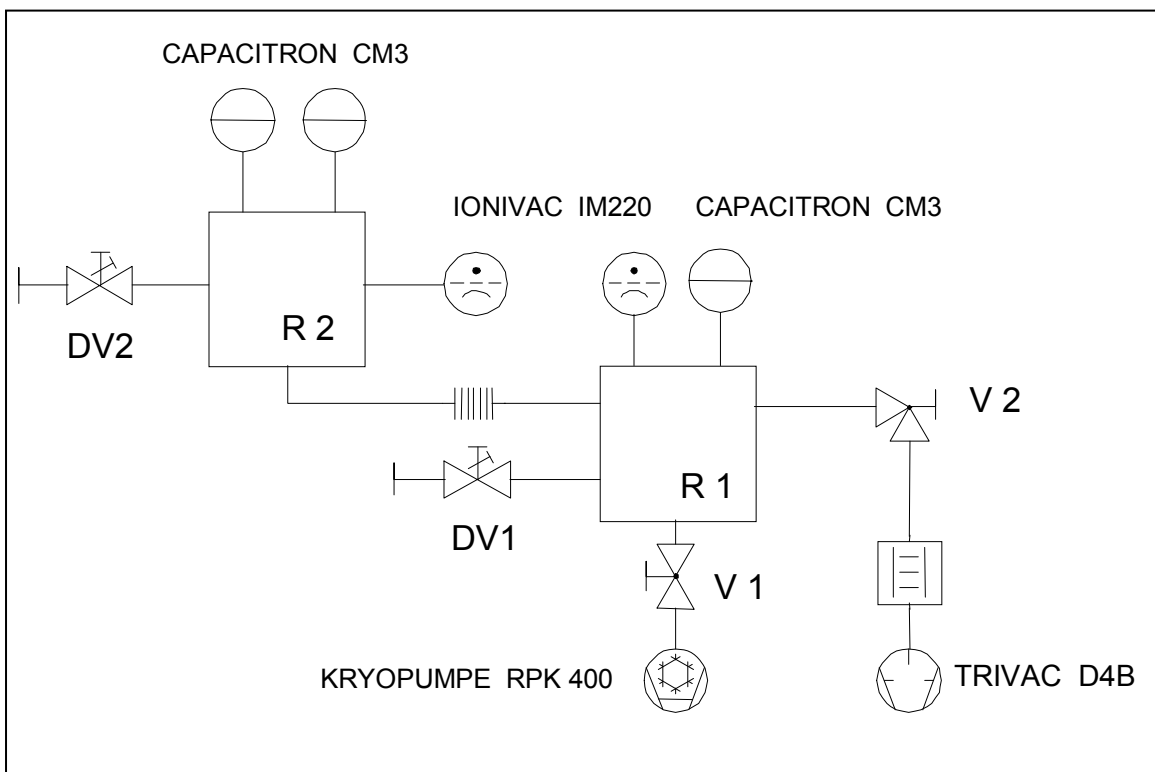 CAPACITRON CM3
IONIVAC IM220
CAPACITRON CM3
R 2
DV2
V 2
R 1
DV1
V 1
KRYOPUMPE RPK 400
TRIVAC D4B